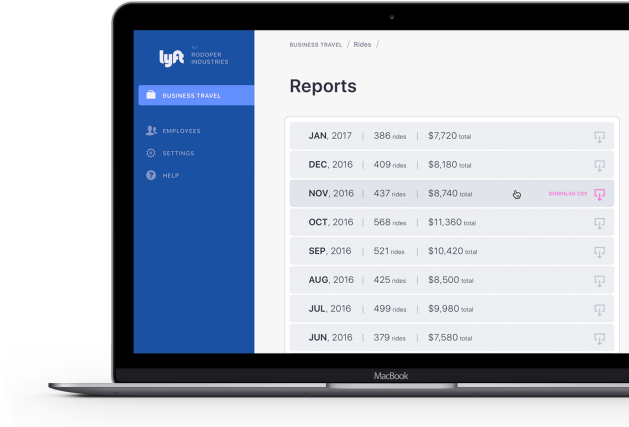 BUSINESS TRAVEL / Rides /
lyft
for
RODOPER
INDUSTRIES
BUSINESS TRAVEL
EMPLOYEES
SETTINGS
? HELP
Reports
JAN, 2017 | 386 rides | $7,720 total
DEC, 2016 | 409 rides | $8,180 total
NOV, 2016 | 437 rides | $8,740 total DOWNLAD CSV
OCT, 2016 | 568 rides | $11,360 total
SEP, 2016 | 521 rides | $10,420 total
AUG, 2016 | 425 rides | $8,500 total
JUL, 2016 | 499 rides | $9,980 total
JUN, 2016 | 379 rides | $7,580 total
MacBook